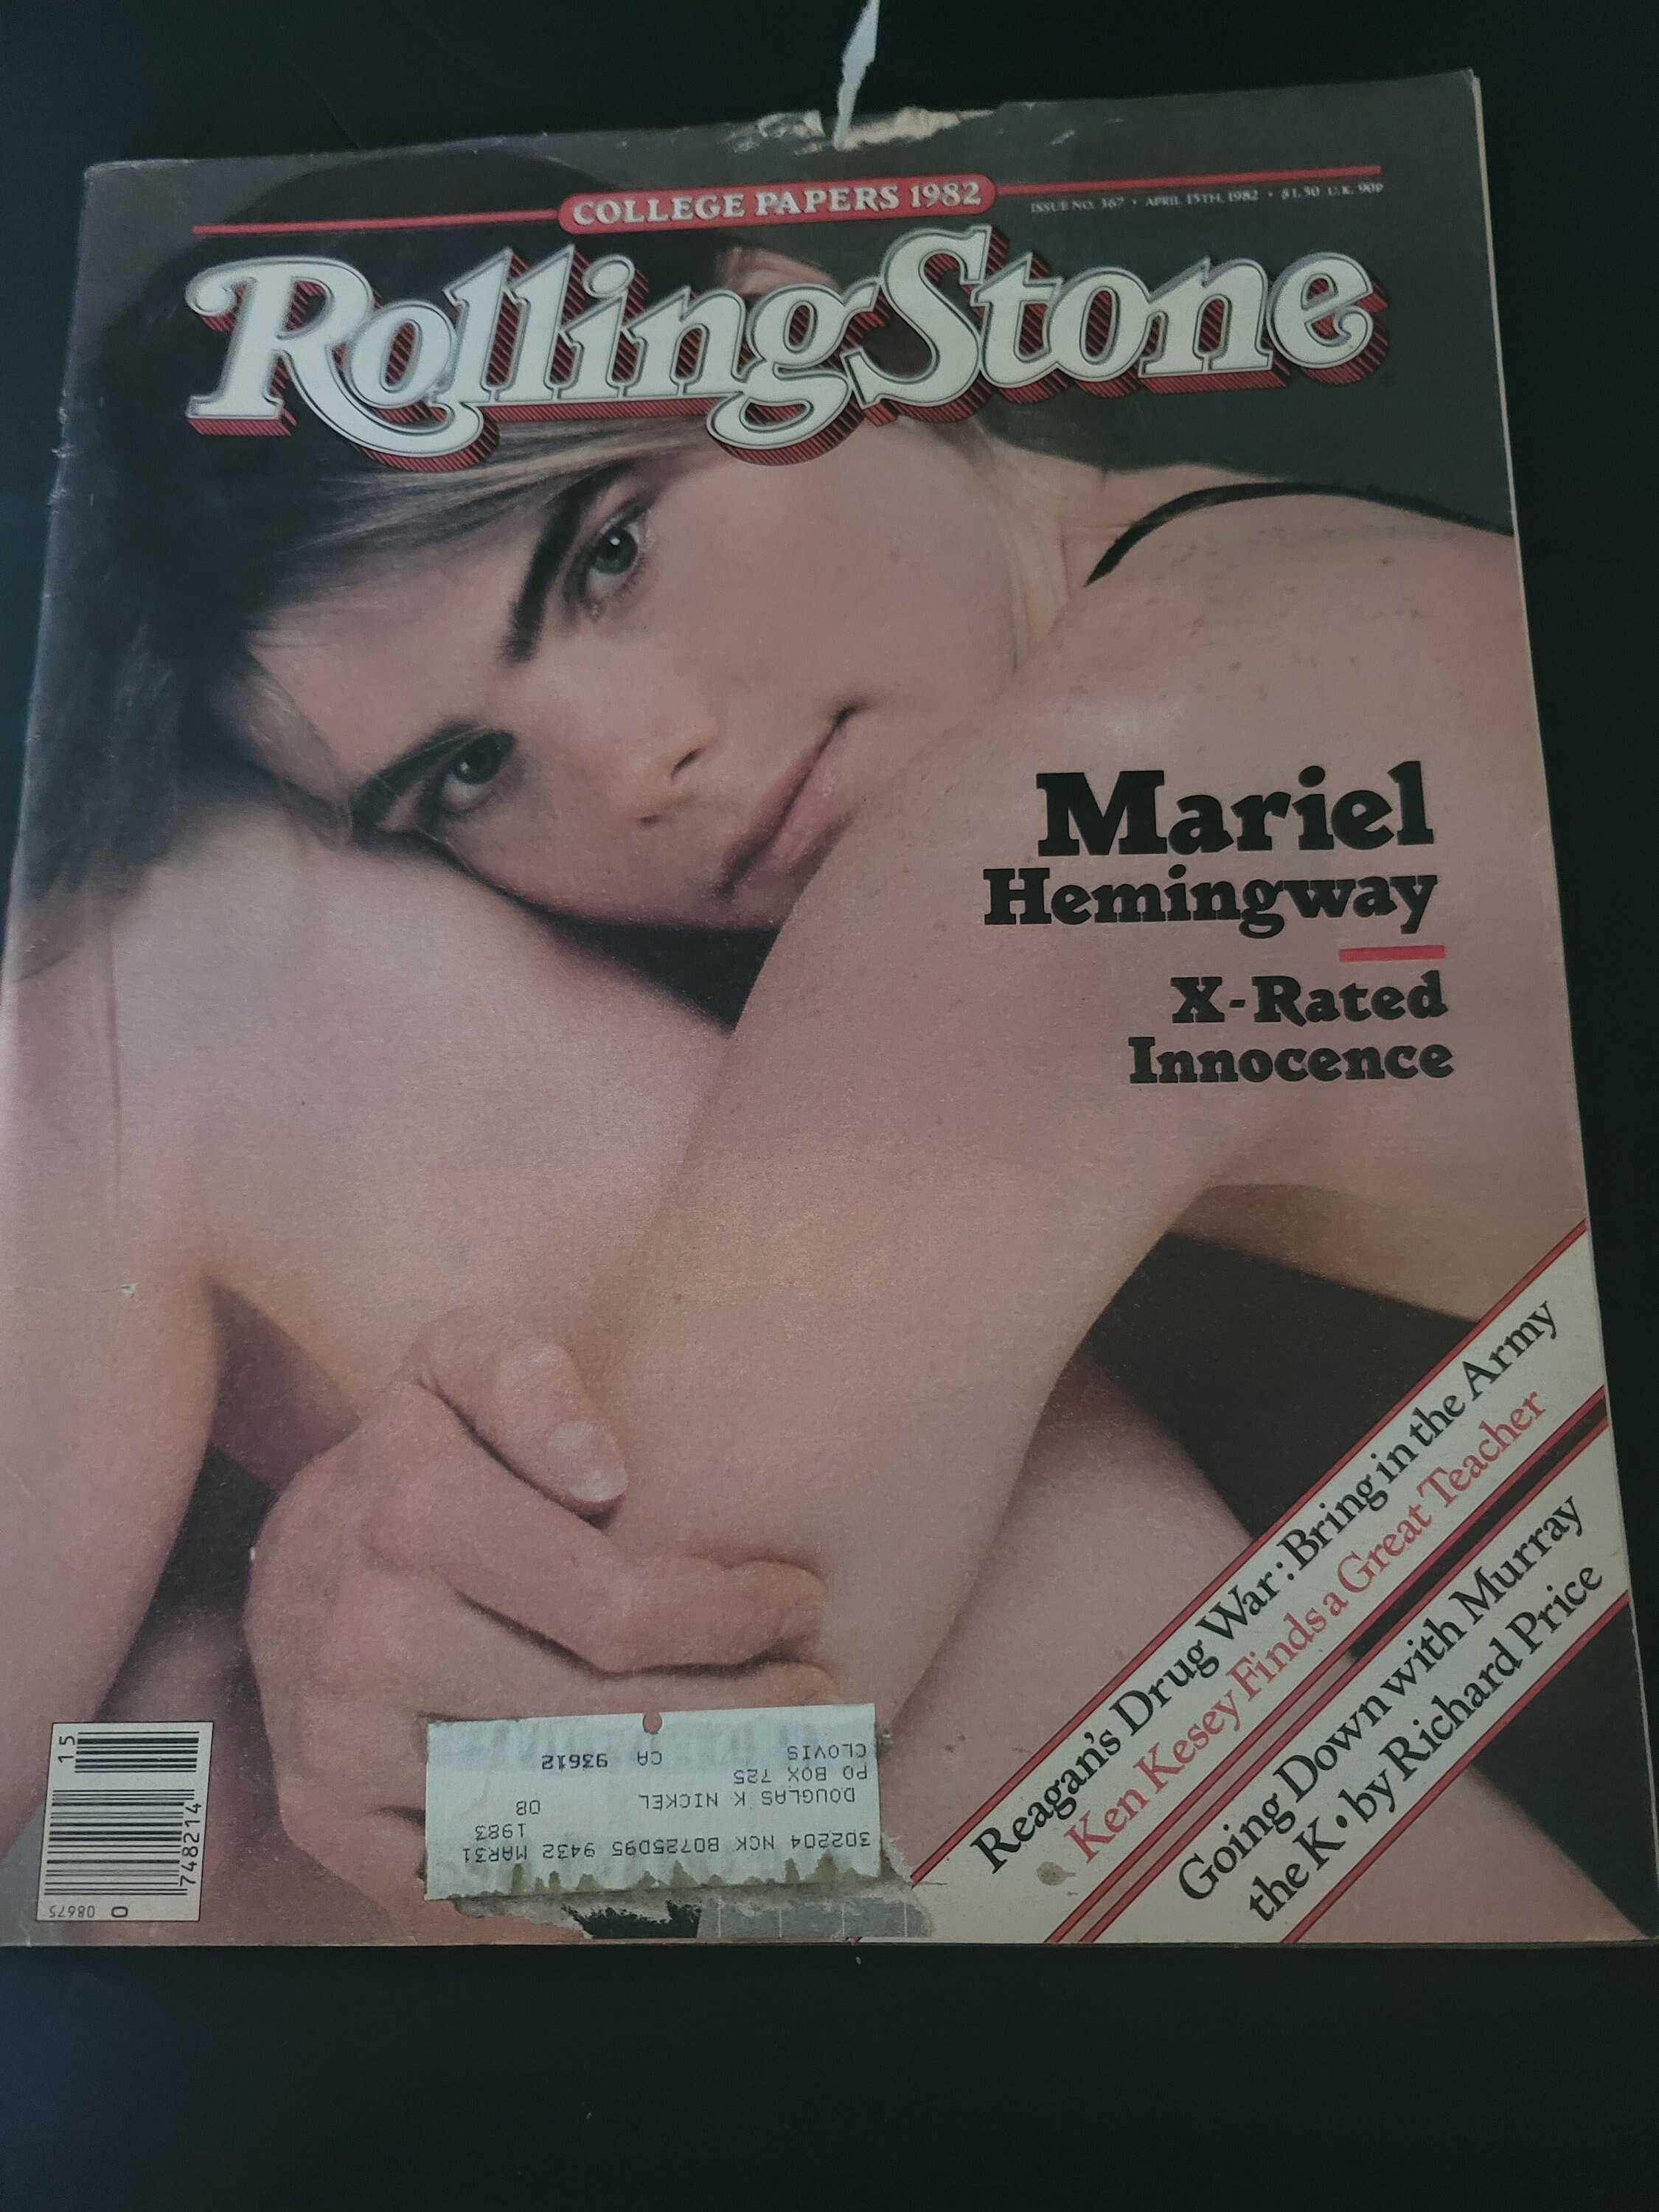 COLLEGE PAPERS 1982
ISSUE NO. 367 • APRIL 15TH, 1982 • $1.50 U.K. 90p
RollingStone
Mariel
Hemingway
X-Rated
Innocence
Reagan's Drug War: Bring in the Army
Ken Kesey Finds a Great Teacher
Going Down with Murray
the K • by Richard Price
302204 NCK B0725D95 9432 MAR31
1983
DOUGLAS K NICKEL 08
PO BOX 725
CLOVIS CA 93612
15
0 748214
08675